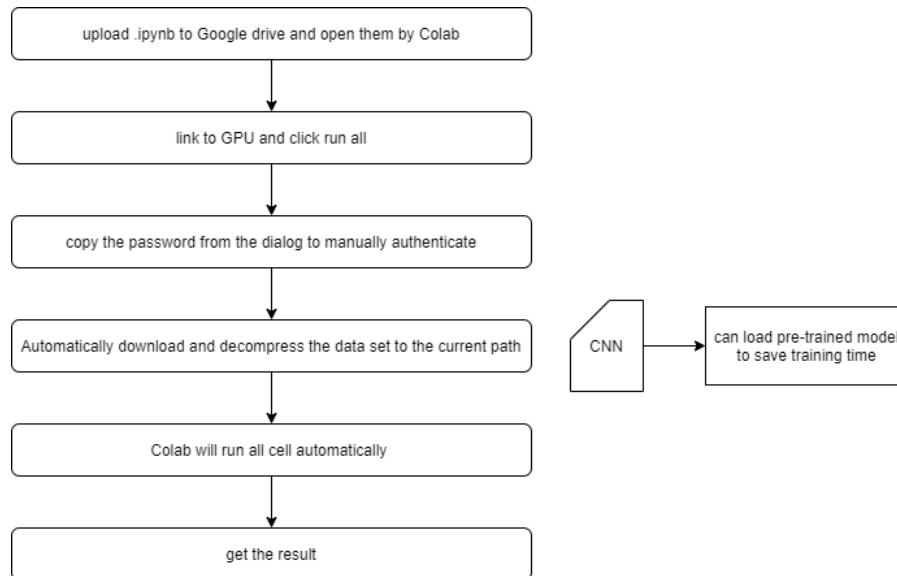 upload .ipynb to Google drive and open them by Colab
link to GPU and click run all
copy the password from the dialog to manually authenticate
Automatically download and decompress the data set to the current path
Colab will run all cell automatically
get the result
CNN
can load pre-trained model
to save training time